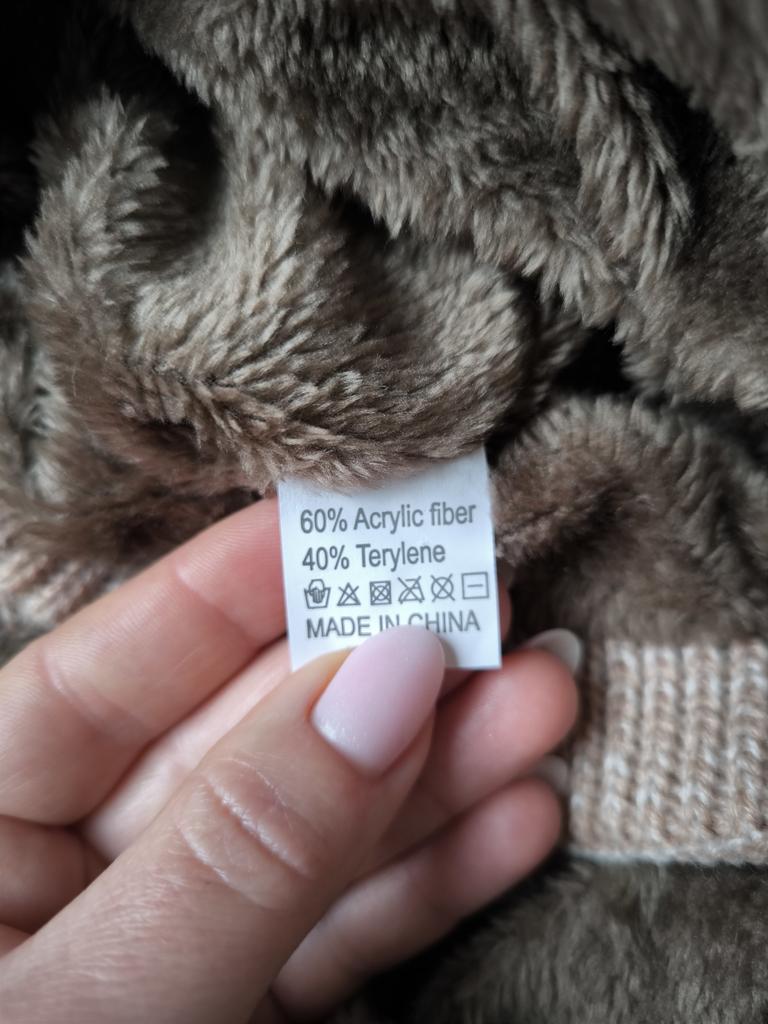 60% Acrylic fiber
40% Terylene
MADE IN CHINA